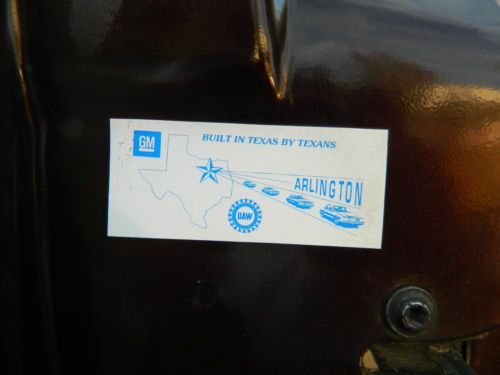 GM
BUILT IN TEXAS BY TEXANS
ARLINGTON
UAW